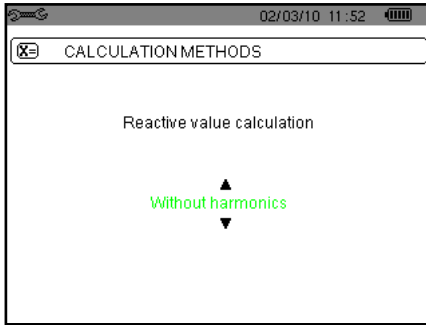 02/03/10 11:52
X= CALCULATION METHODS
Reactive value calculation
Without harmonics